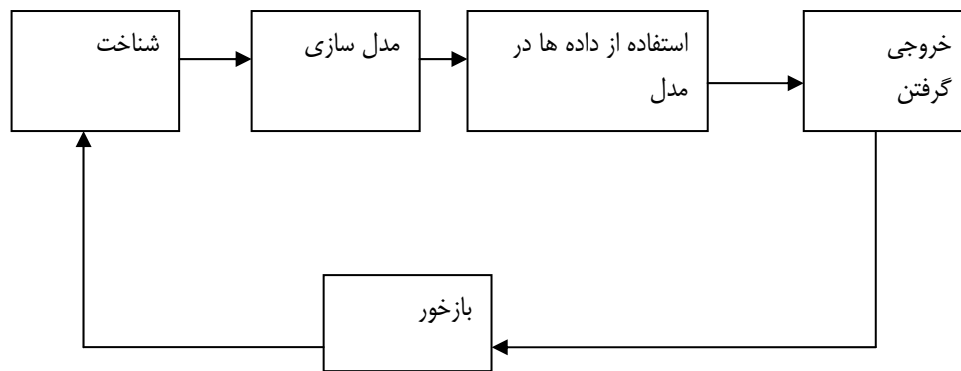 شناخت
مدل سازی
استفاده از داده ها در
مدل
خروجی
گرفتن
بازخور